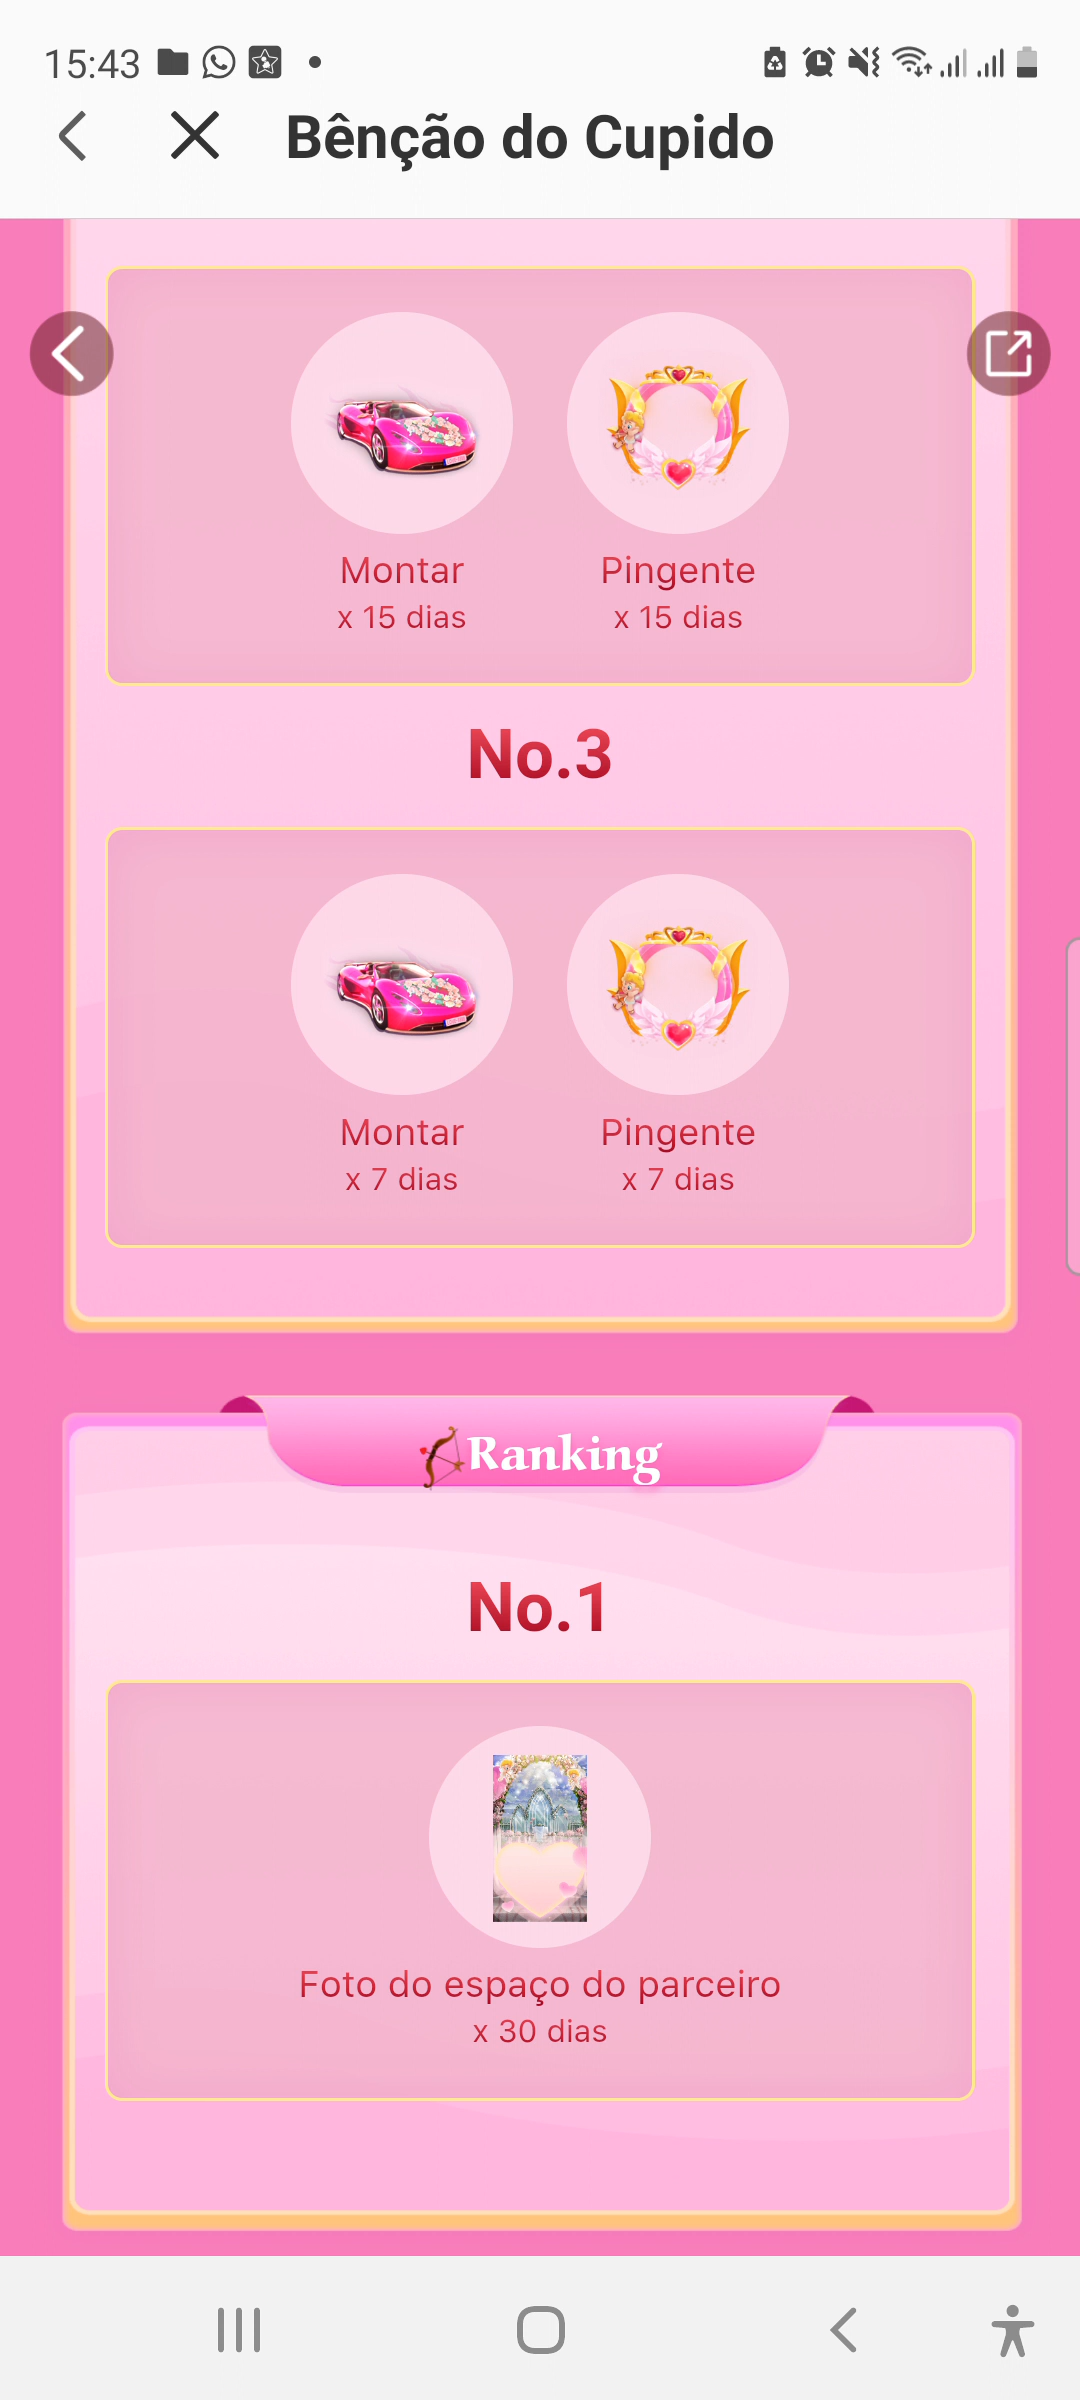 15:43
Bênção do Cupido
Montar
x 15 dias
Pingente
x 15 dias
No.3
Montar
x 7 dias
Pingente
x 7 dias
Ranking
No.1
Foto do espaço do parceiro
x 30 dias